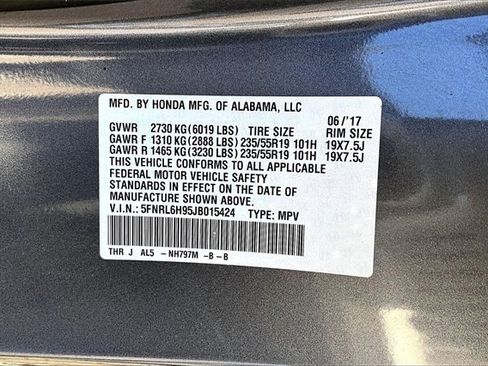 MFD. BY HONDA MFG. OF ALABAMA, LLC 06/'17
GVWR 2730 KG(6019 LBS) TIRE SIZE RIM SIZE
GAWR F 1310 KG(2888 LBS) 235/55R19 101H 19X7.5J
GAWR R 1465 KG(3230 LBS) 235/55R19 101H 19X7.5J
THIS VEHICLE CONFORMS TO ALL APPLICABLE
FEDERAL MOTOR VEHICLE SAFETY
STANDARDS IN EFFECT ON THE DATE OF
MANUFACTURE SHOWN ABOVE.
V.I.N.: 5FNRL6H95JB015424 TYPE: MPV
THR J AL5 -NH797M -B -B